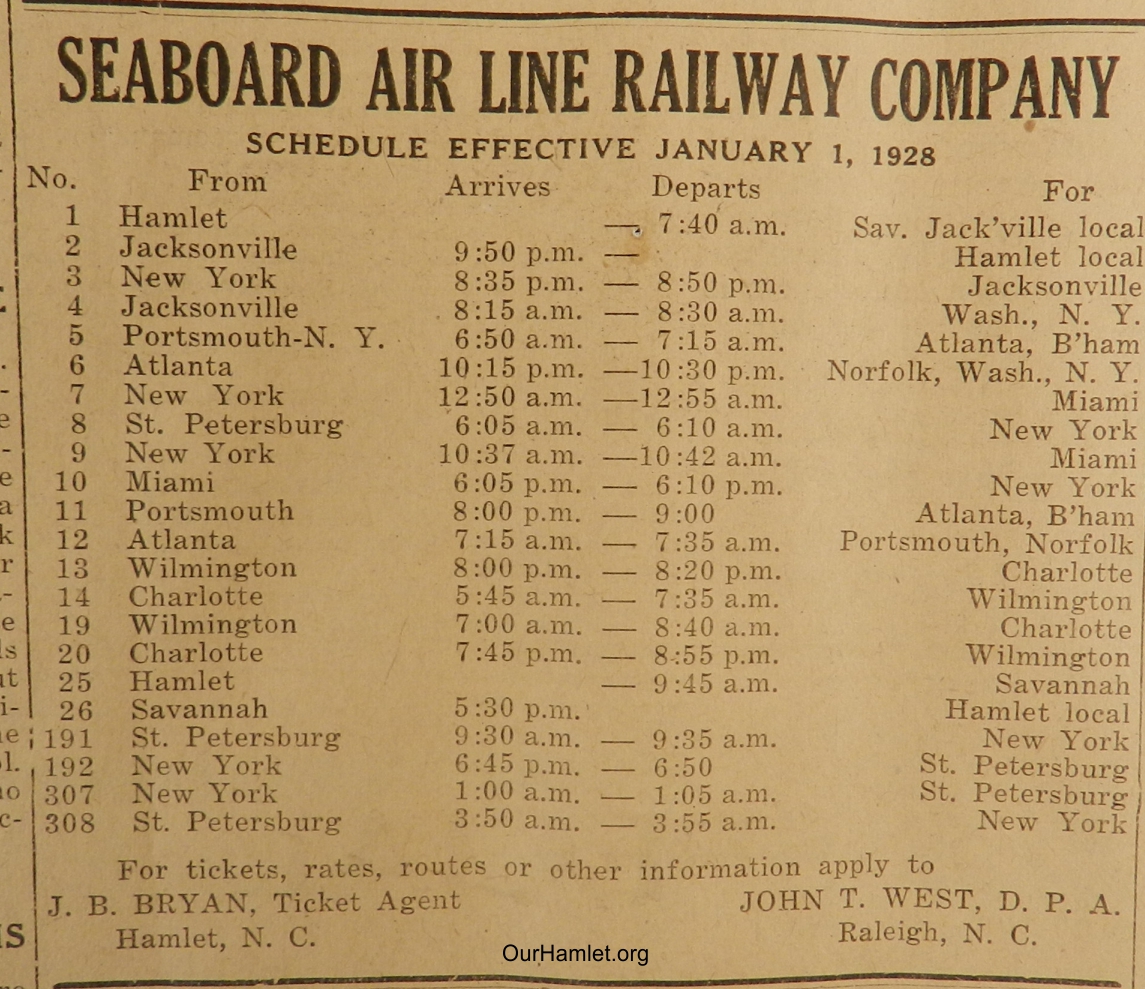 SEABOARD AIR LINE RAILWAY COMPANY
SCHEDULE EFFECTIVE JANUARY 1, 1928
No. From Arrives Departs For
1 Hamlet — 7:40 a.m. Sav. Jack'ville local
2 Jacksonville 9:50 p.m. — Hamlet local
3 New York 8:35 p.m. — 8:50 p.m. Jacksonville
4 Jacksonville 8:15 a.m. — 8:30 a.m. Wash., N. Y.
5 Portsmouth-N. Y. 6:50 a.m. — 7:15 a.m. Atlanta, B'ham
6 Atlanta 10:15 p.m. —10:30 p.m. Norfolk, Wash., N. Y.
7 New York 12:50 a.m. —12:55 a.m. Miami
8 St. Petersburg 6:05 a.m. — 6:10 a.m. New York
9 New York 10:37 a.m. —10:42 a.m. Miami
10 Miami 6:05 p.m. — 6:10 p.m. New York
11 Portsmouth 8:00 p.m. — 9:00 Atlanta, B'ham
12 Atlanta 7:15 a.m. — 7:35 a.m. Portsmouth, Norfolk
13 Wilmington 8:00 p.m. — 8:20 p.m. Charlotte
14 Charlotte 5:45 a.m. — 7:35 a.m. Wilmington
19 Wilmington 7:00 a.m. — 8:40 a.m. Charlotte
20 Charlotte 7:45 p.m. — 8:55 p.m. Wilmington
25 Hamlet — 9:45 a.m. Savannah
26 Savannah 5:30 p.m. Hamlet local
191 St. Petersburg 9:30 a.m. — 9:35 a.m. New York
192 New York 6:45 p.m. — 6:50 St. Petersburg
307 New York 1:00 a.m. — 1:05 a.m. St. Petersburg
308 St. Petersburg 3:50 a.m. — 3:55 a.m. New York
For tickets, rates, routes or other information apply to
J. B. BRYAN, Ticket Agent JOHN T. WEST, D. P. A.
Hamlet, N. C. Raleigh, N. C.
OurHamlet.org